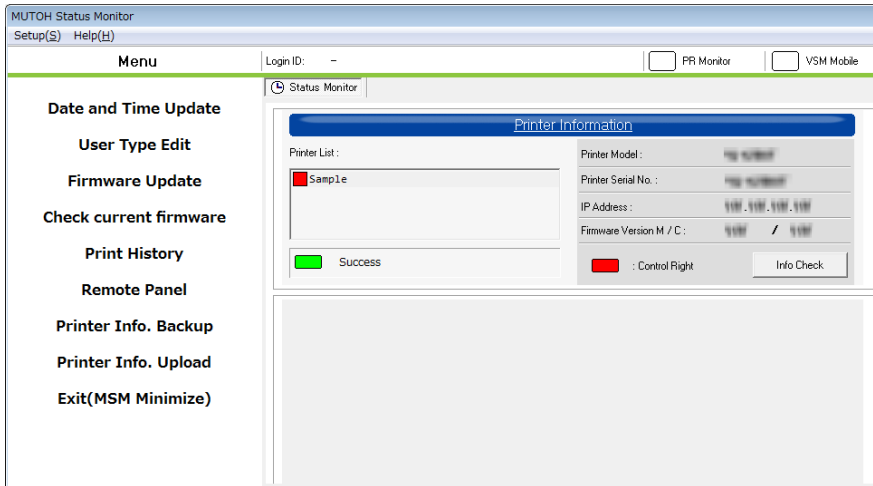 MUTOH Status Monitor
Setup(S) Help(H)
Menu
Login ID: -
PR Monitor
VSM Mobile
Status Monitor
Date and Time Update
User Type Edit
Firmware Update
Check current firmware
Print History
Remote Panel
Printer Info. Backup
Printer Info. Upload
Exit(MSM Minimize)
Printer Information
Printer List :
Sample
Success
Printer Model :
Printer Serial No. :
IP Address :
Firmware Version M / C : /
: Control Right
Info Check